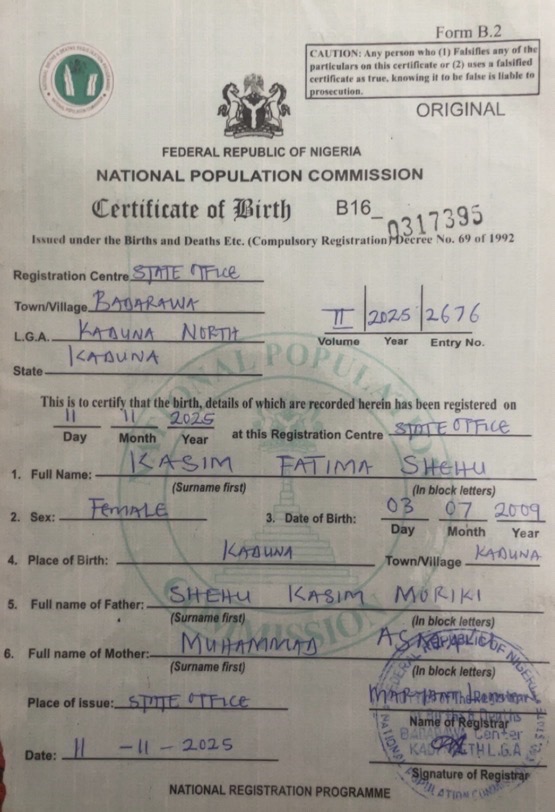 Form B.2
CAUTION: Any person who (1) Falsifies any of the
particulars on this certificate or (2) uses a falsified
certificate as true, knowing it to be false is liable to
prosecution.
ORIGINAL
FEDERAL REPUBLIC OF NIGERIA
NATIONAL POPULATION COMMISSION
Certificate of Birth B16_ 0317395
Issued under the Births and Deaths Etc. (Compulsory Registration) Decree No. 69 of 1992
Registration Centre STATE OFFICE
Town/Village BADARAWA
L.G.A. KADUNA NORTH
State KADUNA
II 2025 2676
Volume Year Entry No.
This is to certify that the birth, details of which are recorded herein has been registered on
11 11 2025 at this Registration Centre STATE OFFICE
Day Month Year
1. Full Name: KASIM FATIMA SHEHU
(Surname first) (In block letters)
2. Sex: FEMALE 3. Date of Birth: 03 07 2009
Day Month Year
4. Place of Birth: KADUNA Town/Village KADUNA
5. Full name of Father: SHEHU KASIM MORIKI
(Surname first) (In block letters)
6. Full name of Mother: MUHAMMAD
(Surname first) (In block letters)
Place of issue: STATE OFFICE
Name of Registrar
Date: 11 - 11 - 2025
Signature of Registrar
NATIONAL REGISTRATION PROGRAMME
NATIONAL POPULATION
COMMISSION